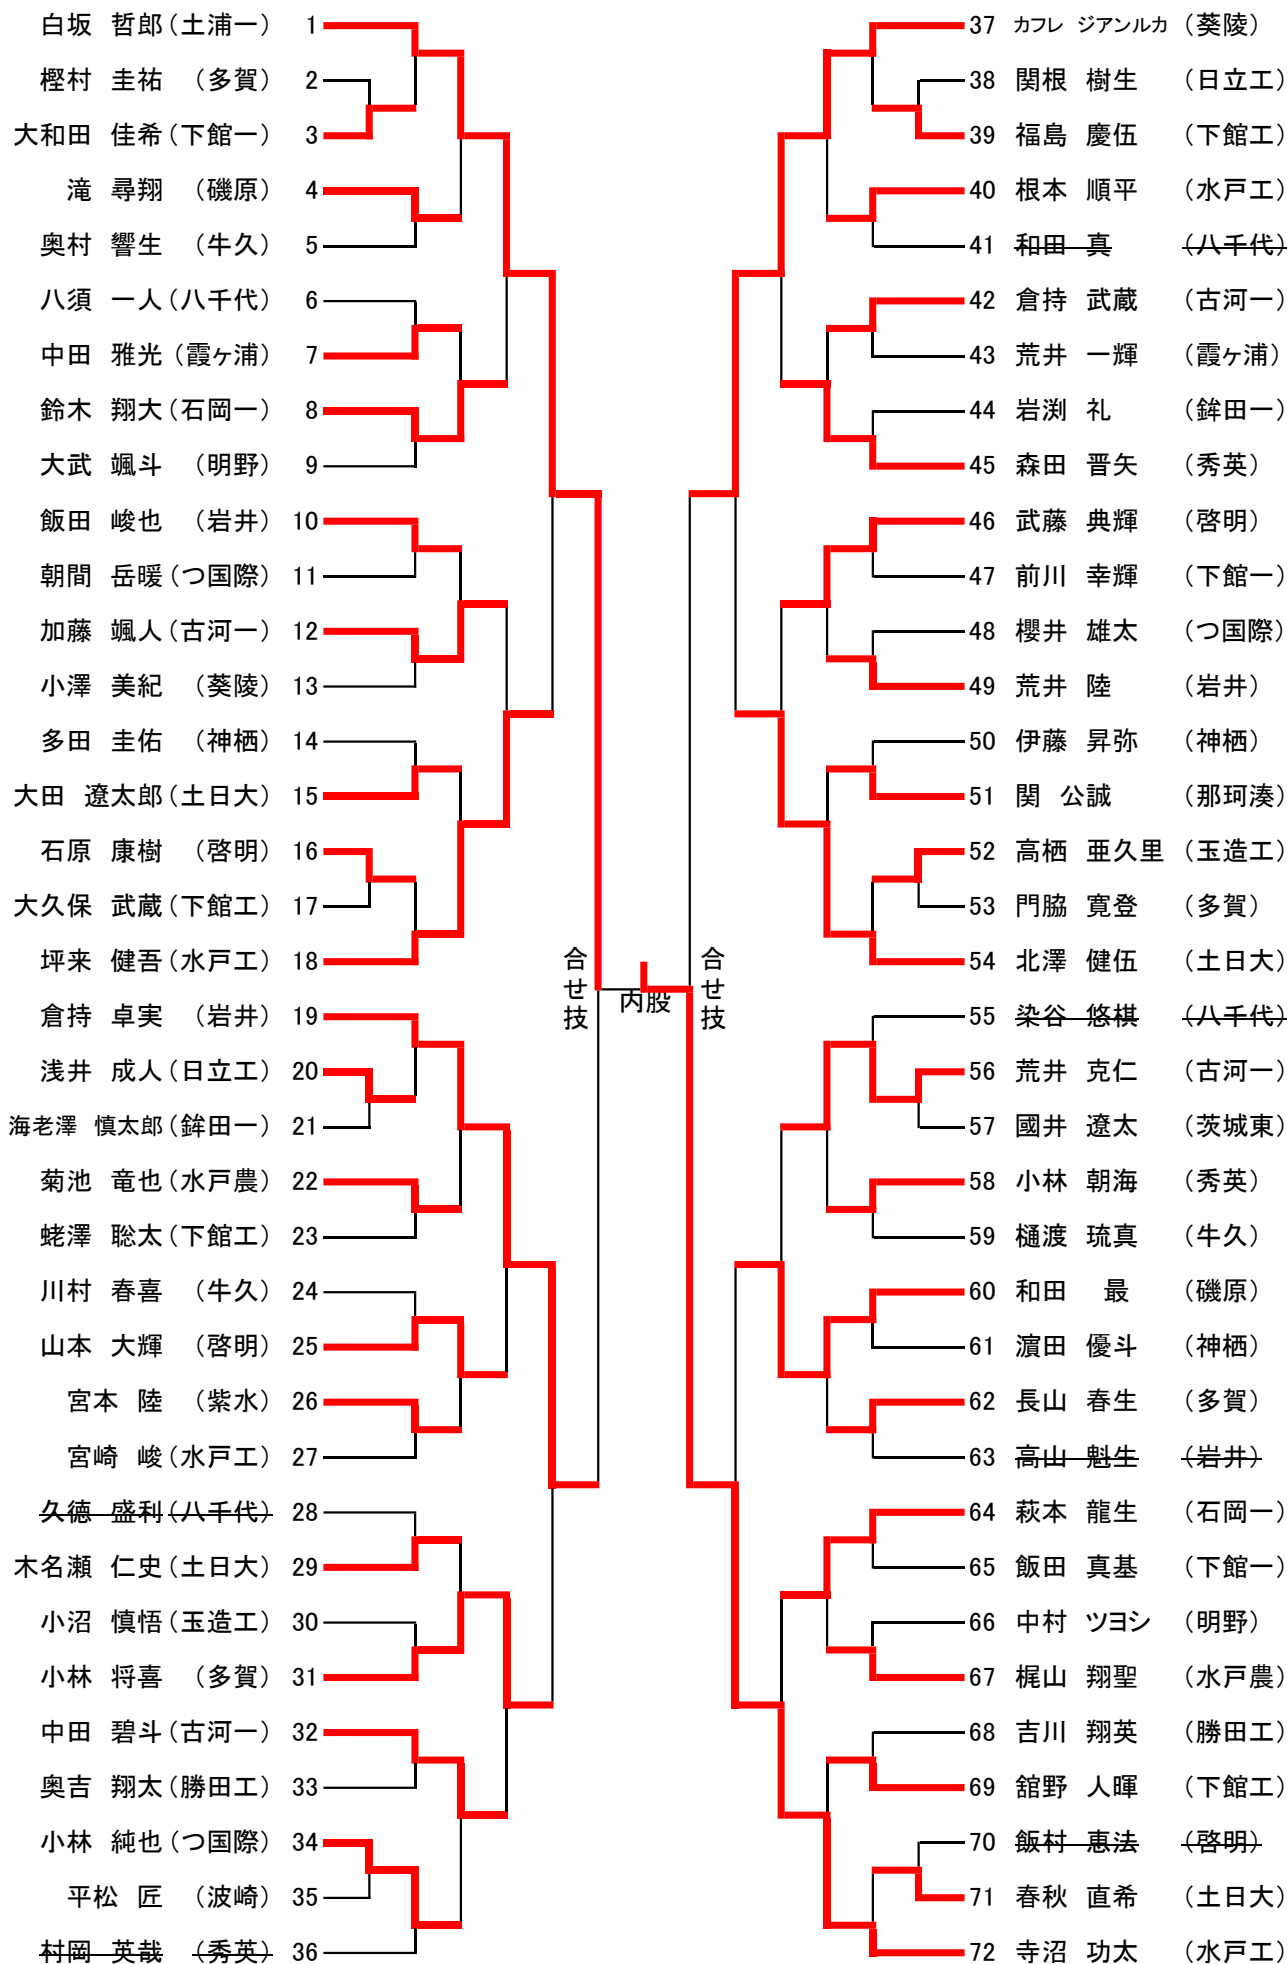 白坂 哲郎(土浦一) 1
樫村 圭祐 (多賀) 2
大和田 佳希(下館一) 3
滝 尋翔 (磯原) 4
奥村 響生 (牛久) 5
八須 一人(八千代) 6
中田 雅光(霞ヶ浦) 7
鈴木 翔大(石岡一) 8
大武 颯斗 (明野) 9
飯田 峻也 (岩井) 10
朝間 岳暖(つ国際) 11
加藤 颯人(古河一) 12
小澤 美紀 (葵陵) 13
多田 圭佑 (神栖) 14
大田 遼太郎(土日大) 15
石原 康樹 (啓明) 16
大久保 武蔵(下館工) 17
坪来 健吾(水戸工) 18
倉持 卓実 (岩井) 19
浅井 成人(日立工) 20
海老澤 慎太郎(鉾田一) 21
菊池 竜也(水戸農) 22
蛯澤 聡太(下館工) 23
川村 春喜 (牛久) 24
山本 大輝 (啓明) 25
宮本 陸 (紫水) 26
宮崎 峻(水戸工) 27
久徳 盛利(八千代) 28
木名瀬 仁史(土日大) 29
小沼 慎悟(玉造工) 30
小林 将喜 (多賀) 31
中田 碧斗(古河一) 32
奥吉 翔太(勝田工) 33
小林 純也(つ国際) 34
平松 匠 (波崎) 35
村岡 英哉 (秀英) 36
合せ技
内股
合せ技
37 カフレ ジアンルカ (葵陵)
38 関根 樹生 (日立工)
39 福島 慶伍 (下館工)
40 根本 順平 (水戸工)
41 和田 真 (八千代)
42 倉持 武蔵 (古河一)
43 荒井 一輝 (霞ヶ浦)
44 岩渕 礼 (鉾田一)
45 森田 晋矢 (秀英)
46 武藤 典輝 (啓明)
47 前川 幸輝 (下館一)
48 櫻井 雄太 (つ国際)
49 荒井 陸 (岩井)
50 伊藤 昇弥 (神栖)
51 関 公誠 (那珂湊)
52 高栖 亜久里 (玉造工)
53 門脇 寛登 (多賀)
54 北澤 健伍 (土日大)
55 染谷 悠棋 (八千代)
56 荒井 克仁 (古河一)
57 國井 遼太 (茨城東)
58 小林 朝海 (秀英)
59 樋渡 琉真 (牛久)
60 和田 最 (磯原)
61 濵田 優斗 (神栖)
62 長山 春生 (多賀)
63 高山 魁生 (岩井)
64 萩本 龍生 (石岡一)
65 飯田 真基 (下館一)
66 中村 ツヨシ (明野)
67 梶山 翔聖 (水戸農)
68 吉川 翔英 (勝田工)
69 舘野 人暉 (下館工)
70 飯村 恵法 (啓明)
71 春秋 直希 (土日大)
72 寺沼 功太 (水戸工)